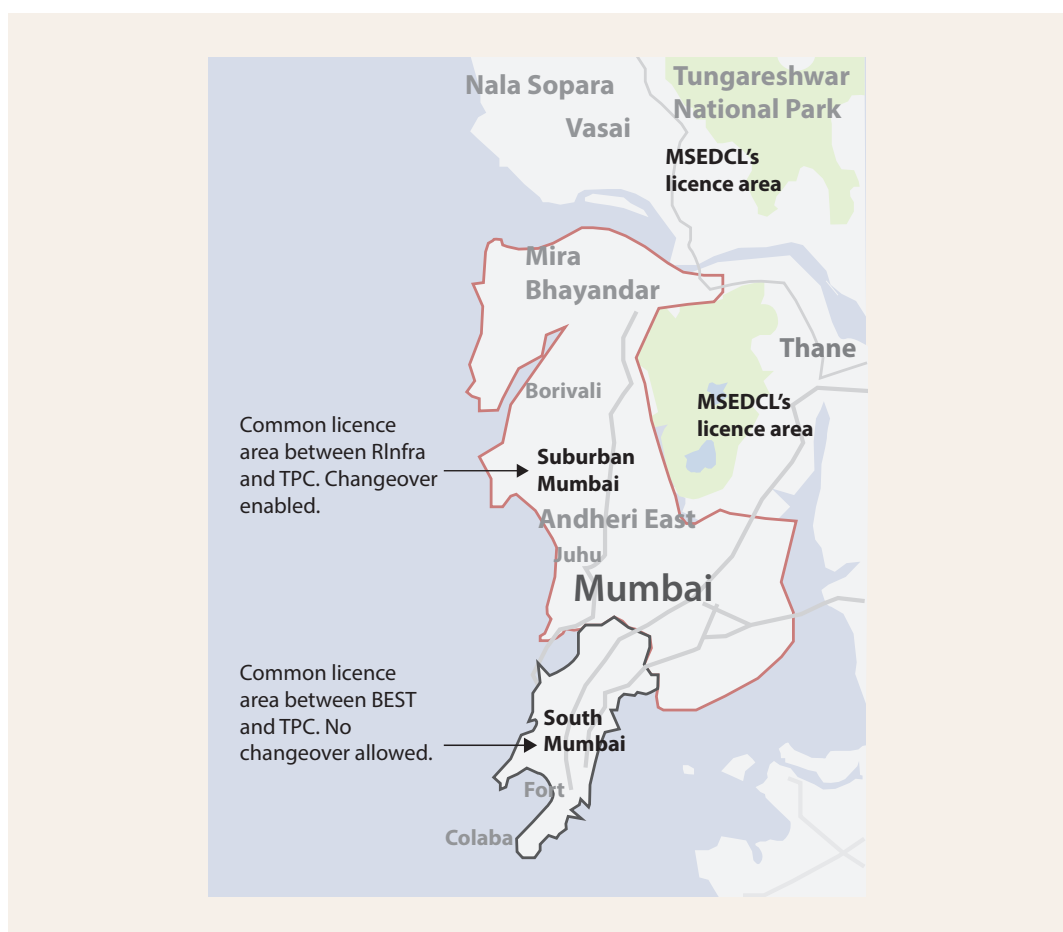 Nala Sopara
Vasai
Tungareshwar
National Park
MSEDCL's
licence area
Mira
Bhayandar
Thane
Borivali
MSEDCL's
licence area
Common licence
area between RInfra
and TPC. Changeover
enabled.
Suburban
Mumbai
Andheri East
Juhu
Mumbai
Common licence
area between BEST
and TPC. No
changeover allowed.
South
Mumbai
Fort
Colaba